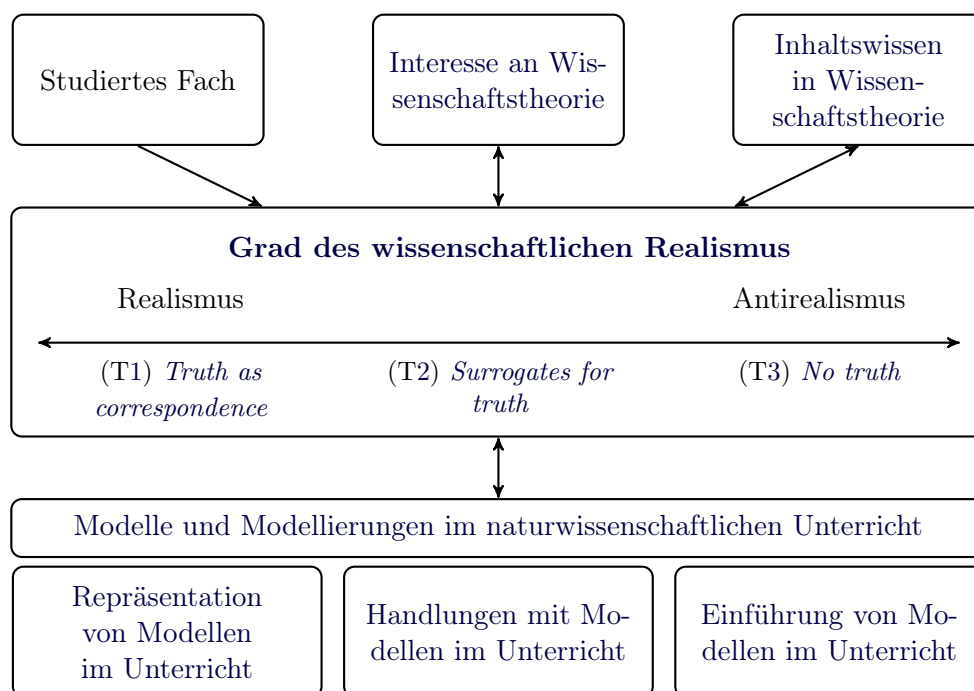 Studiertes Fach
Interesse an Wis-
senschaftstheorie
Inhaltswissen
in Wissen-
schaftstheorie
Grad des wissenschaftlichen Realismus
Realismus
Antirealismus
(T1) Truth as
correspondence
(T2) Surrogates for
truth
(T3) No truth
Modelle und Modellierungen im naturwissenschaftlichen Unterricht
Repräsentation
von Modellen
im Unterricht
Handlungen mit Mo-
dellen im Unterricht
Einführung von Mo-
dellen im Unterricht